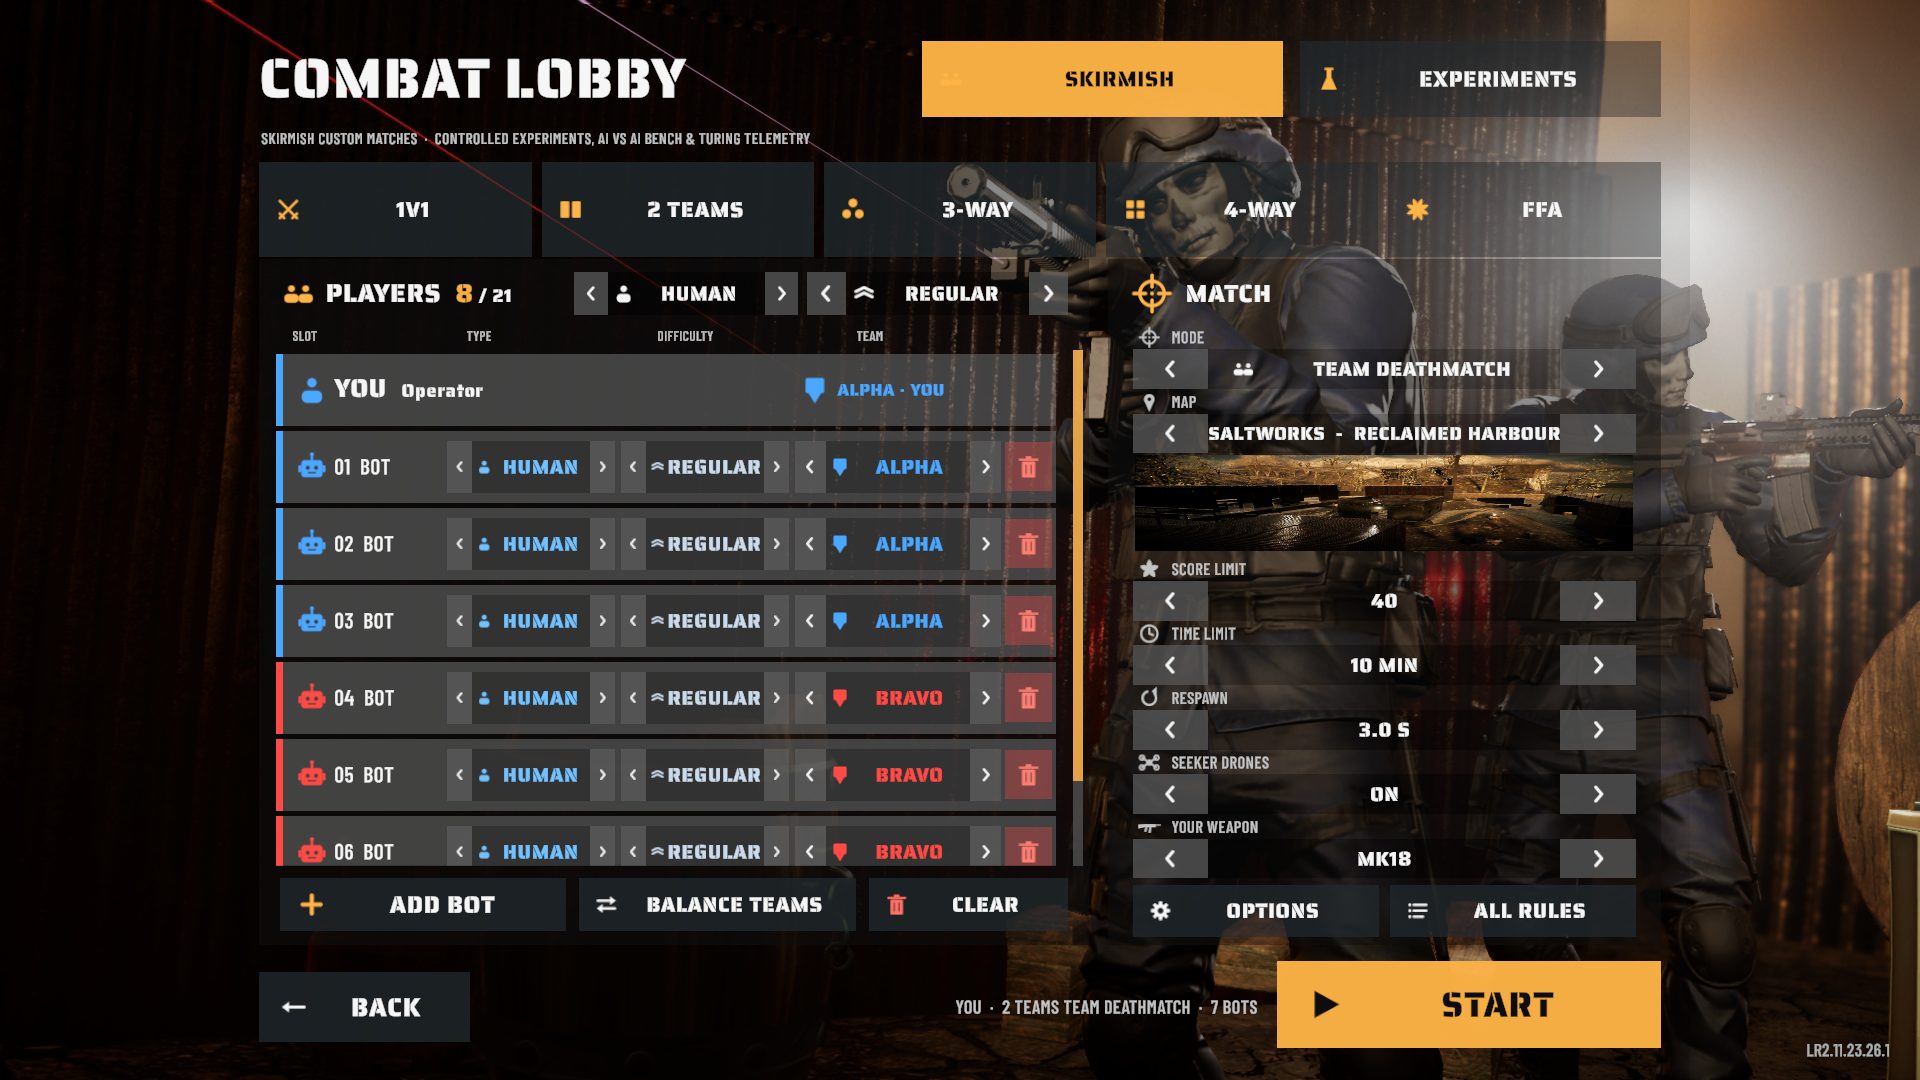 COMBAT LOBBY
SKIRMISH
EXPERIMENTS
SKIRMISH CUSTOM MATCHES · CONTROLLED EXPERIMENTS, AI VS AI BENCH & TURING TELEMETRY
1V1
2 TEAMS
3-WAY
4-WAY
FFA
PLAYERS 8 / 21
HUMAN
REGULAR
SLOT TYPE DIFFICULTY TEAM
YOU Operator ALPHA · YOU
01 BOT HUMAN REGULAR ALPHA
02 BOT HUMAN REGULAR ALPHA
03 BOT HUMAN REGULAR ALPHA
04 BOT HUMAN REGULAR BRAVO
05 BOT HUMAN REGULAR BRAVO
06 BOT HUMAN REGULAR BRAVO
ADD BOT
BALANCE TEAMS
CLEAR
MATCH
MODE
TEAM DEATHMATCH
MAP
SALTWORKS - RECLAIMED HARBOUR
SCORE LIMIT
40
TIME LIMIT
10 MIN
RESPAWN
3.0 S
SEEKER DRONES
ON
YOUR WEAPON
MK18
OPTIONS
ALL RULES
BACK
YOU · 2 TEAMS TEAM DEATHMATCH · 7 BOTS
START
LR2.11.23.26.1